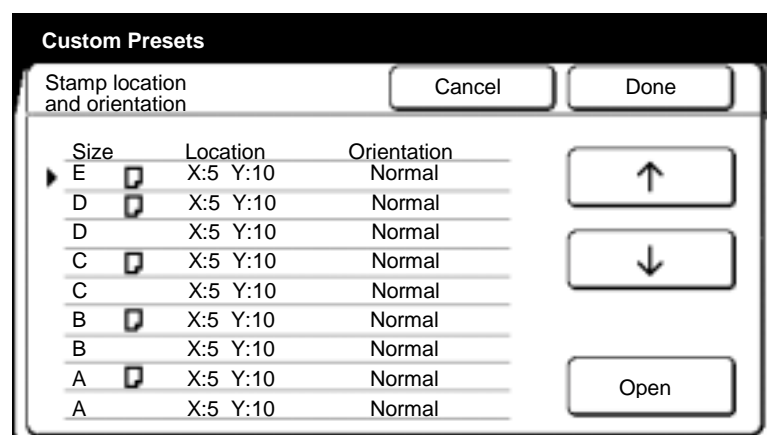 Custom Presets
Stamp location
and orientation
Cancel
Done
Size Location Orientation
E X:5 Y:10 Normal
D X:5 Y:10 Normal
D X:5 Y:10 Normal
C X:5 Y:10 Normal
C X:5 Y:10 Normal
B X:5 Y:10 Normal
B X:5 Y:10 Normal
A X:5 Y:10 Normal
A X:5 Y:10 Normal
Open